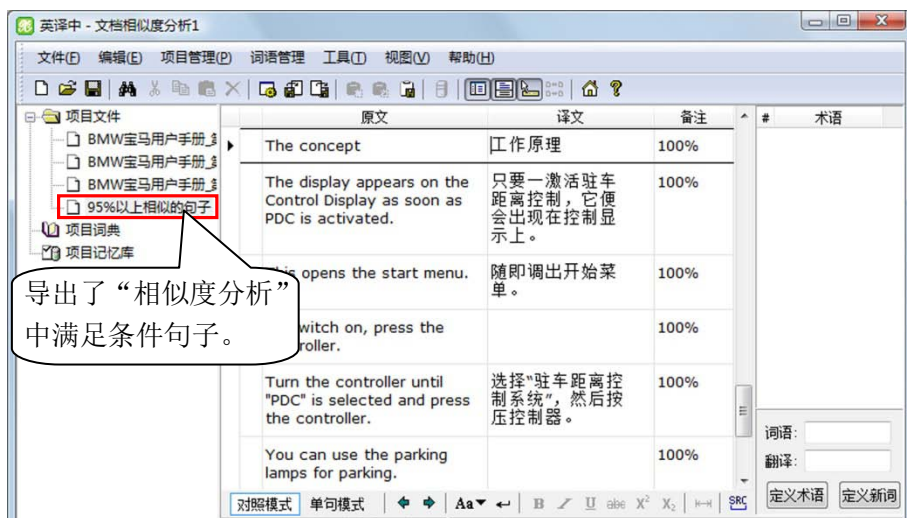 英译中 - 文档相似度分析1
文件(F) 编辑(E) 项目管理(P) 词语管理 工具(T) 视图(V) 帮助(H)
项目文件
BMW宝马用户手册_第
BMW宝马用户手册_第
BMW宝马用户手册_第
95%以上相似的句子
项目词典
项目记忆库
导出了“相似度分析”
中满足条件句子。
原文 译文 备注
The concept 工作原理 100%
The display appears on the
Control Display as soon as
PDC is activated.
只要一激活驻车
距离控制，它便
会出现在控制显
示上。
100%
opens the start menu.
随即调出开始菜
单。
100%
witch on, press the
roller.
100%
Turn the controller until
"PDC" is selected and press
the controller.
选择“驻车距离控
制系统”，然后按
压控制器。
100%
You can use the parking
lamps for parking.
100%
对照模式 单句模式 Aa B I U abc X² X₂ SRC
# 术语
词语:
翻译:
定义术语 定义新词